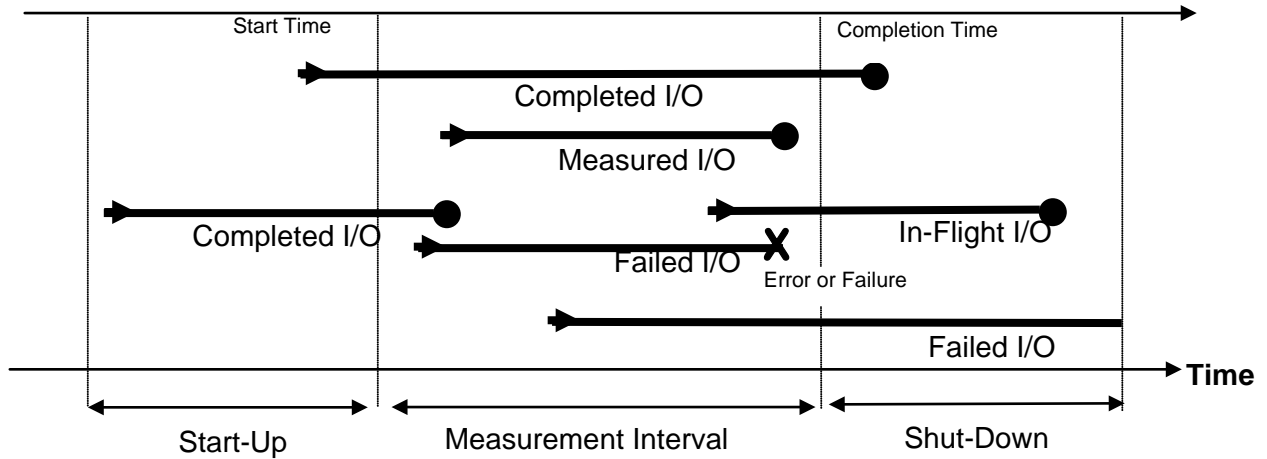 Start Time
Completion Time
Completed I/O
Measured I/O
Completed I/O
In-Flight I/O
Failed I/O
Error or Failure
Failed I/O
Time
Start-Up
Measurement Interval
Shut-Down